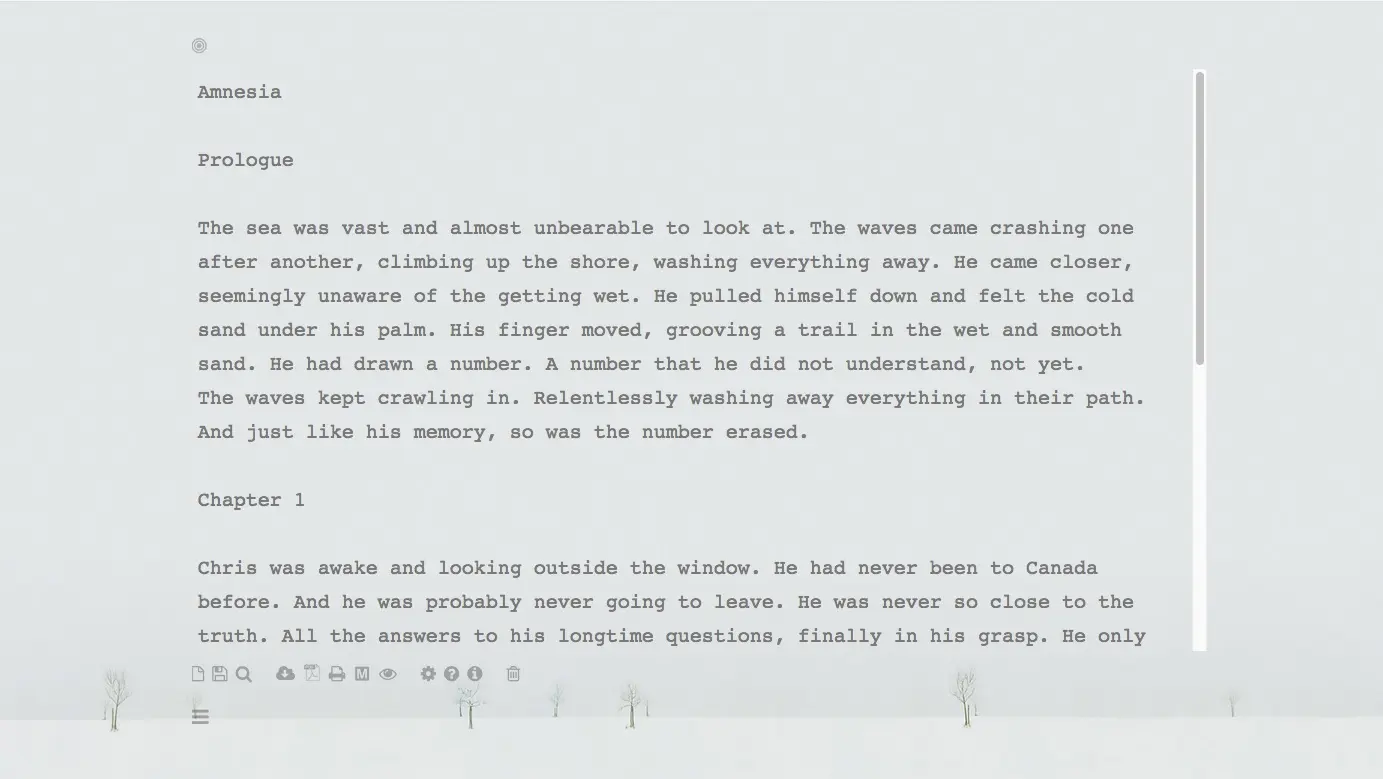 Amnesia
Prologue
The sea was vast and almost unbearable to look at. The waves came crashing one
after another, climbing up the shore, washing everything away. He came closer,
seemingly unaware of the getting wet. He pulled himself down and felt the cold
sand under his palm. His finger moved, grooving a trail in the wet and smooth
sand. He had drawn a number. A number that he did not understand, not yet.
The waves kept crawling in. Relentlessly washing away everything in their path.
And just like his memory, so was the number erased.
Chapter 1
Chris was awake and looking outside the window. He had never been to Canada
before. And he was probably never going to leave. He was never so close to the
truth. All the answers to his longtime questions, finally in his grasp. He only